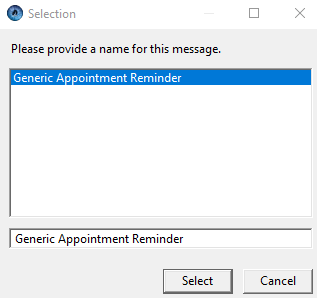 Selection
Please provide a name for this message.
Generic Appointment Reminder
Generic Appointment Reminder
Select
Cancel